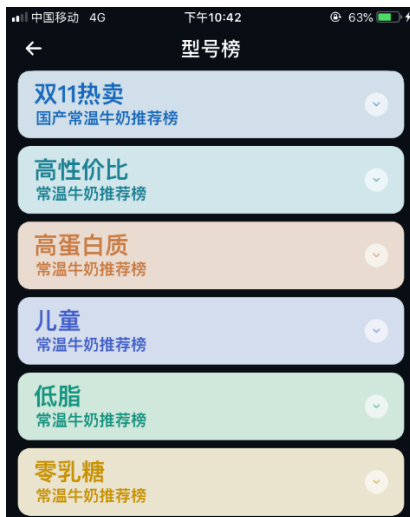 中国移动 4G 下午10:42 63%
型号榜
双11热卖
国产常温牛奶推荐榜
高性价比
常温牛奶推荐榜
高蛋白质
常温牛奶推荐榜
儿童
常温牛奶推荐榜
低脂
常温牛奶推荐榜
零乳糖
常温牛奶推荐榜